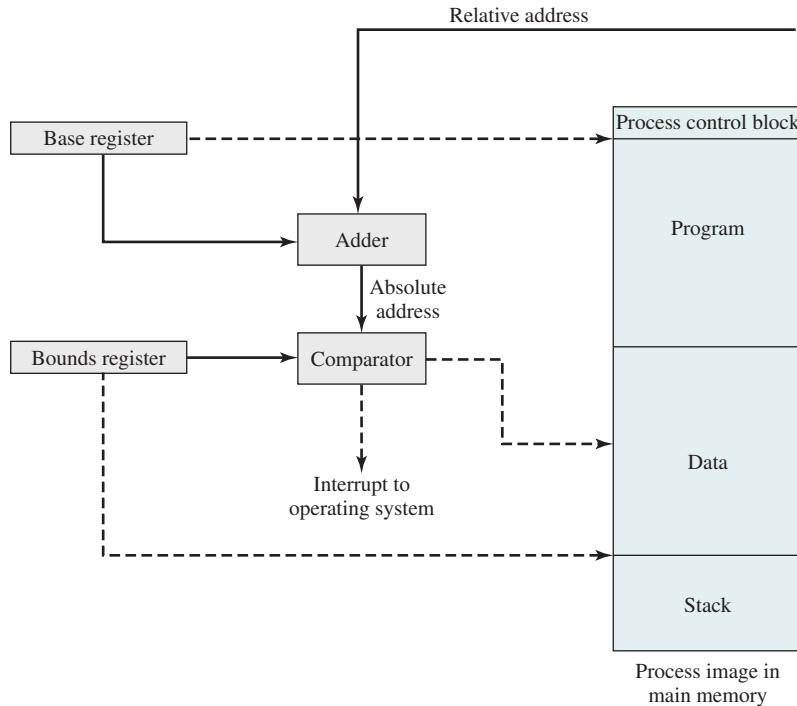 Relative address
Process control block
Base register
Program
Adder
Absolute
address
Bounds register
Comparator
Data
Interrupt to
operating system
Stack
Process image in
main memory